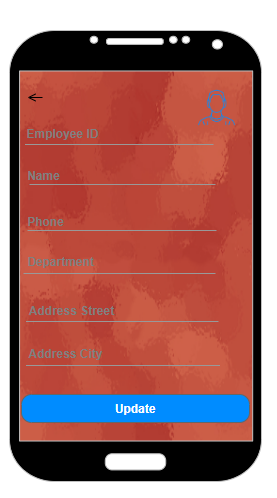 Employee ID
Name
Phone
Department
Address Street
Address City
Update